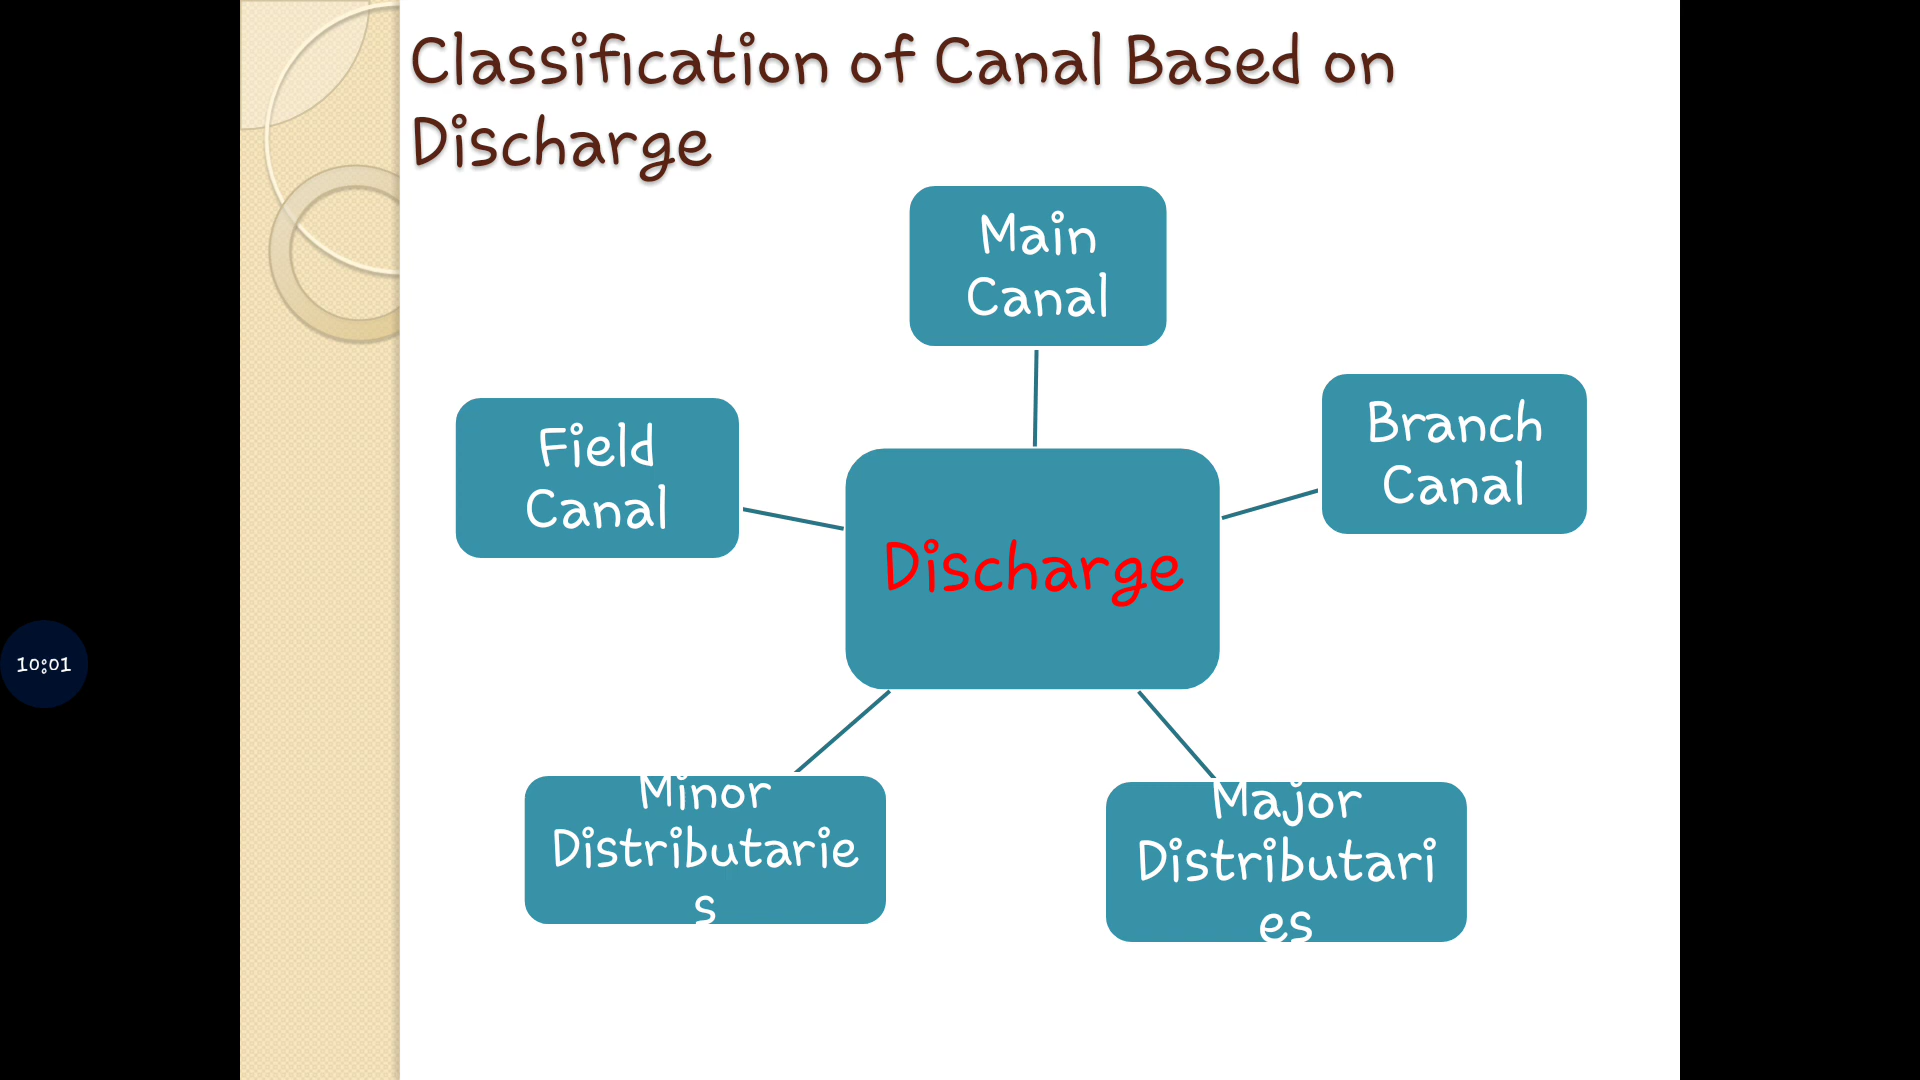 Classification of Canal Based on
Discharge
Main
Canal
Branch
Canal
Field
Canal
Discharge
Minor
Distributarie
s
Major
Distributari
es
10:01